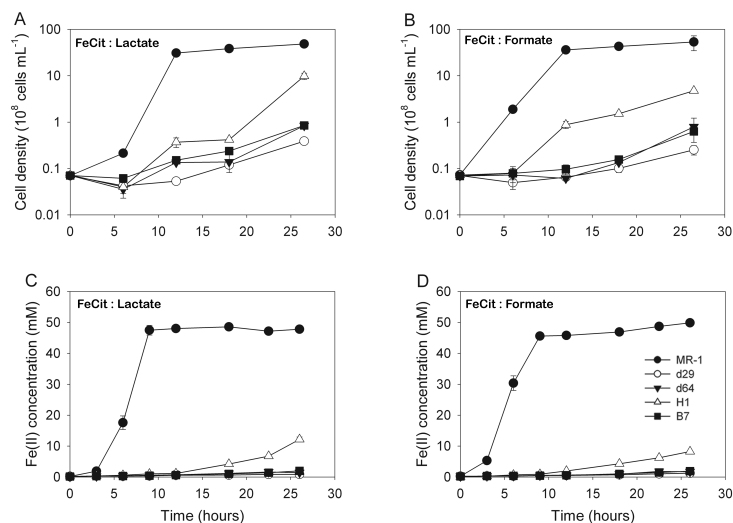 A
FeCit : Lactate
Cell density (10⁸ cells mL⁻¹)
100
10
1
0.1
0.01
0 5 10 15 20 25 30
B
FeCit : Formate
Cell density (10⁸ cells mL⁻¹)
100
10
1
0.1
0.01
0 5 10 15 20 25 30
C
FeCit : Lactate
Fe(II) concentration (mM)
60
50
40
30
20
10
0
0 5 10 15 20 25 30
Time (hours)
D
FeCit : Formate
Fe(II) concentration (mM)
60
50
40
30
20
10
0
MR-1
d29
d64
H1
B7
0 5 10 15 20 25 30
Time (hours)